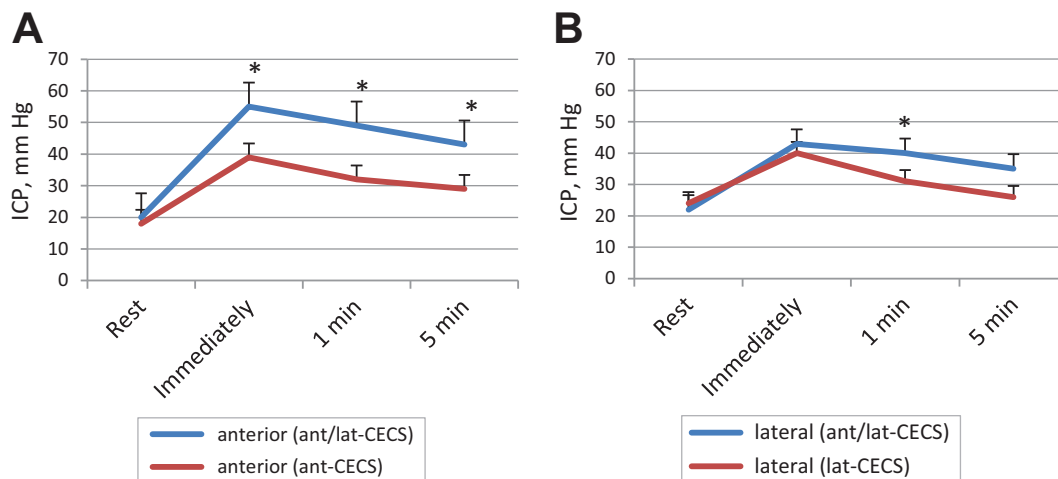 A
ICP, mm Hg
70
60
50
40
30
20
10
0
*
*
*
Rest
Immediately
1 min
5 min
anterior (ant/lat-CECS)
anterior (ant-CECS)
B
ICP, mm Hg
70
60
50
40
30
20
10
0
*
Rest
Immediately
1 min
5 min
lateral (ant/lat-CECS)
lateral (lat-CECS)